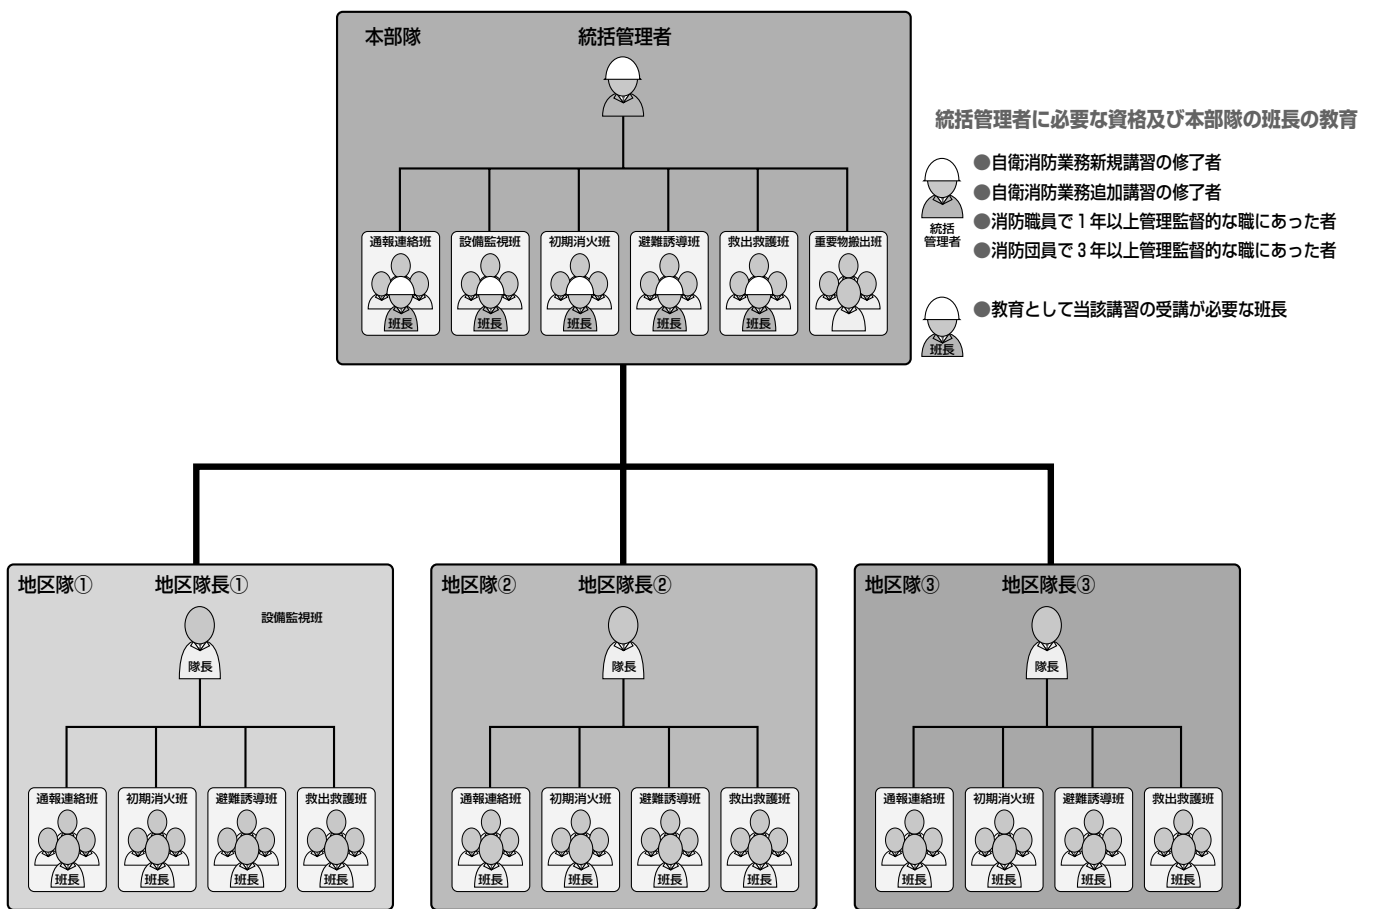 本部隊
統括管理者
通報連絡班
設備監視班
初期消火班
避難誘導班
救出救護班
重要物搬出班
班長
班長
班長
班長
班長
統括管理者に必要な資格及び本部隊の班長の教育
●自衛消防業務新規講習の修了者
●自衛消防業務追加講習の修了者
●消防職員で1年以上管理監督的な職にあった者
●消防団員で3年以上管理監督的な職にあった者
統括
管理者
●教育として当該講習の受講が必要な班長
班長
地区隊①
地区隊長①
設備監視班
隊長
通報連絡班
初期消火班
避難誘導班
救出救護班
班長
班長
班長
班長
地区隊②
地区隊長②
隊長
通報連絡班
初期消火班
避難誘導班
救出救護班
班長
班長
班長
班長
地区隊③
地区隊長③
隊長
通報連絡班
初期消火班
避難誘導班
救出救護班
班長
班長
班長
班長